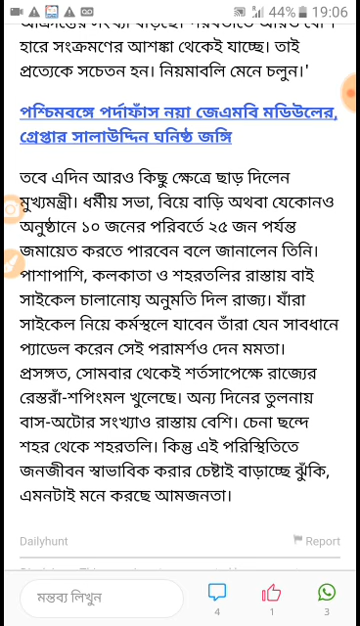 44% 19:06
হারে সংক্রমণের আশঙ্কা থেকেই যাচ্ছে। তাই
প্রত্যেকে সচেতন হন। নিয়মাবলি মেনে চলুন।'
পশ্চিমবঙ্গে পর্দাফাঁস নয়া জেএমবি মডিউলের,
গ্রেপ্তার সালাউদ্দিন ঘনিষ্ঠ জঙ্গি
তবে এদিন আরও কিছু ক্ষেত্রে ছাড় দিলেন
মুখ্যমন্ত্রী। ধর্মীয় সভা, বিয়ে বাড়ি অথবা যেকোনও
অনুষ্ঠানে ১০ জনের পরিবর্তে ২৫ জন পর্যন্ত
জমায়েত করতে পারবেন বলে জানালেন তিনি।
পাশাপাশি, কলকাতা ও শহরতলির রাস্তায় বাই
সাইকেল চালানোয় অনুমতি দিল রাজ্য। যাঁরা
সাইকেল নিয়ে কর্মস্থলে যাবেন তাঁরা যেন সাবধানে
প্যাডেল করেন সেই পরামর্শও দেন মমতা।
প্রসঙ্গত, সোমবার থেকেই শর্তসাপেক্ষে রাজ্যের
রেস্তরাঁ-শপিংমল খুলেছে। অন্য দিনের তুলনায়
বাস-অটোর সংখ্যাও রাস্তায় বেশি। চেনা ছন্দে
শহর থেকে শহরতলি। কিন্তু এই পরিস্থিতিতে
জনজীবন স্বাভাবিক করার চেষ্টাই বাড়াচ্ছে ঝুঁকি,
এমনটাই মনে করছে আমজনতা।
Dailyhunt Report
মন্তব্য লিখুন
4 1 3